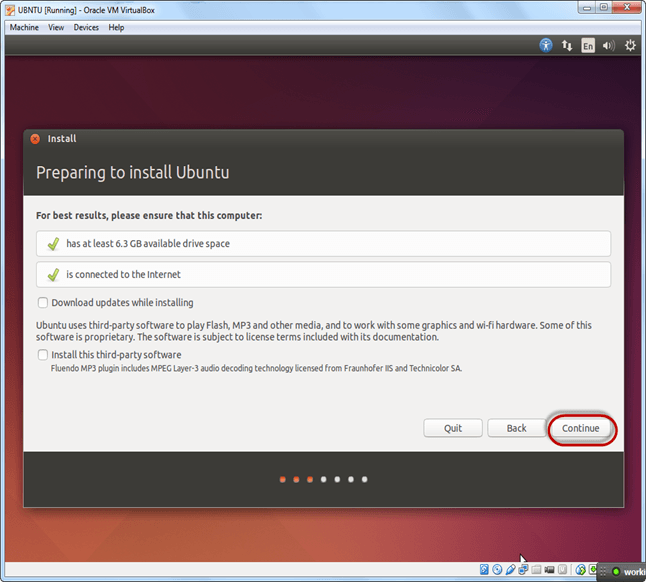 UBNTU [Running] - Oracle VM VirtualBox
Machine View Devices Help
En
Install
Preparing to install Ubuntu
For best results, please ensure that this computer:
has at least 6.3 GB available drive space
is connected to the Internet
Download updates while installing
Ubuntu uses third-party software to play Flash, MP3 and other media, and to work with some graphics and wi-fi hardware. Some of this
software is proprietary. The software is subject to license terms included with its documentation.
Install this third-party software
Fluendo MP3 plugin includes MPEG Layer-3 audio decoding technology licensed from Fraunhofer IIS and Technicolor SA.
Quit Back Continue
worki